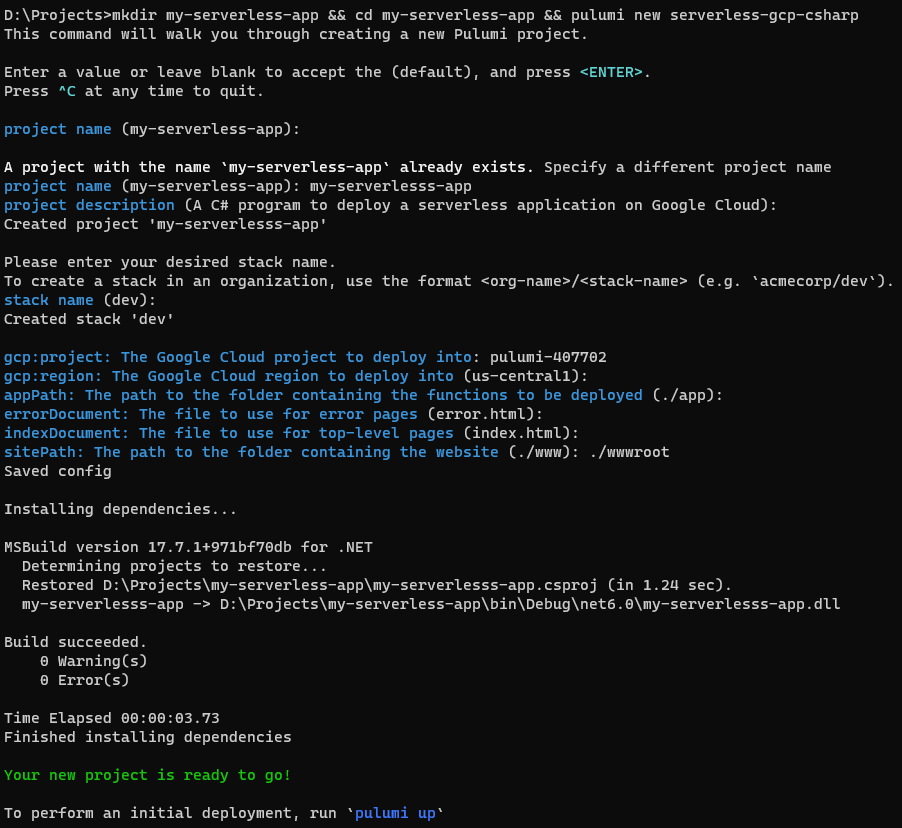 D:\Projects>mkdir my-serverless-app && cd my-serverless-app && pulumi new serverless-gcp-csharp
This command will walk you through creating a new Pulumi project.
Enter a value or leave blank to accept the (default), and press <ENTER>.
Press ^C at any time to quit.
project name (my-serverless-app):
A project with the name `my-serverless-app` already exists. Specify a different project name
project name (my-serverless-app): my-serverlesss-app
project description (A C# program to deploy a serverless application on Google Cloud):
Created project 'my-serverlesss-app'
Please enter your desired stack name.
To create a stack in an organization, use the format <org-name>/<stack-name> (e.g. `acmecorp/dev`).
stack name (dev):
Created stack 'dev'
gcp:project: The Google Cloud project to deploy into: pulumi-407702
gcp:region: The Google Cloud region to deploy into (us-central1):
appPath: The path to the folder containing the functions to be deployed (./app):
errorDocument: The file to use for error pages (error.html):
indexDocument: The file to use for top-level pages (index.html):
sitePath: The path to the folder containing the website (./www): ./wwwroot
Saved config
Installing dependencies...
MSBuild version 17.7.1+971bf70db for .NET
Determining projects to restore...
Restored D:\Projects\my-serverless-app\my-serverlesss-app.csproj (in 1.24 sec).
my-serverlesss-app -> D:\Projects\my-serverless-app\bin\Debug\net6.0\my-serverlesss-app.dll
Build succeeded.
0 Warning(s)
0 Error(s)
Time Elapsed 00:00:03.73
Finished installing dependencies
Your new project is ready to go!
To perform an initial deployment, run `pulumi up`